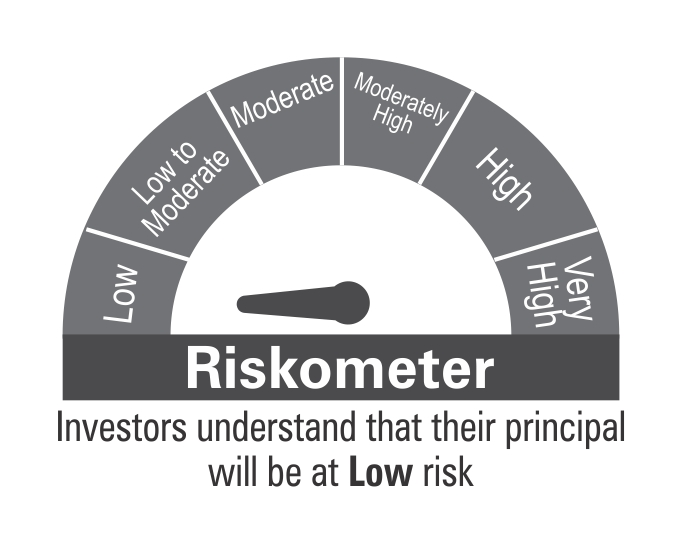 Low
Low to
Moderate
Moderate
Moderately
High
High
Very
High
Riskometer
Investors understand that their principal
will be at Low risk